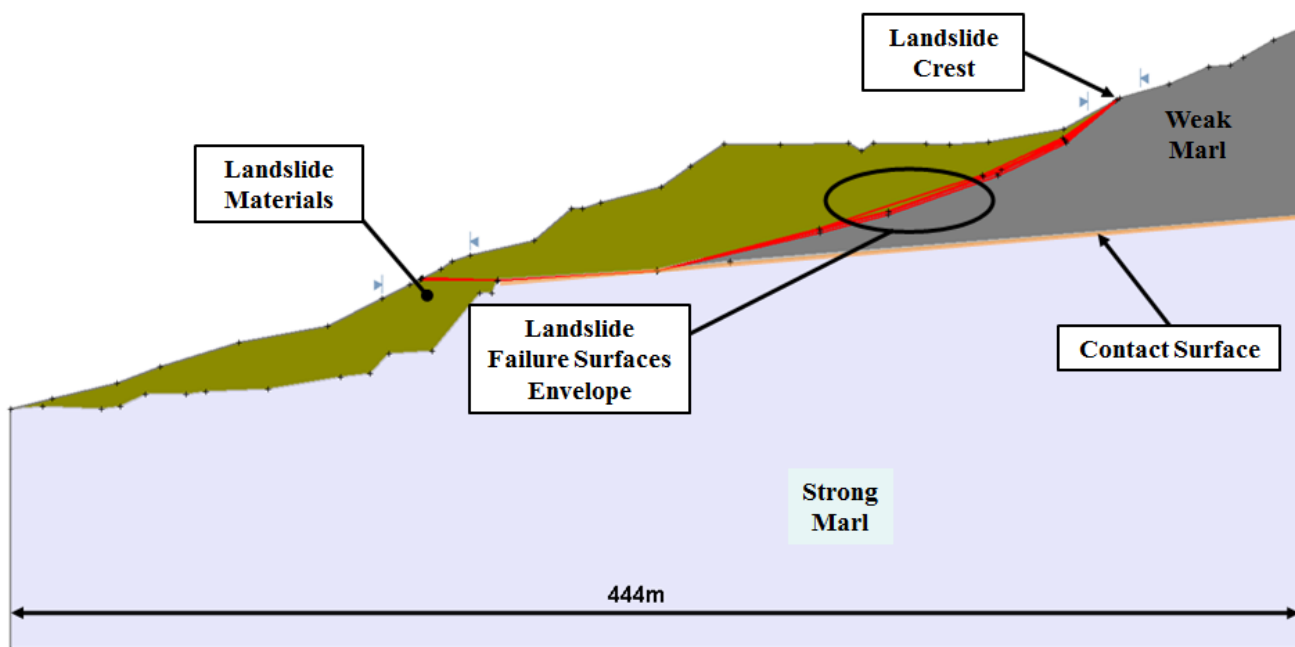 Landslide
Crest
Weak
Marl
Landslide
Materials
Landslide
Failure Surfaces
Envelope
Contact Surface
Strong
Marl
444m